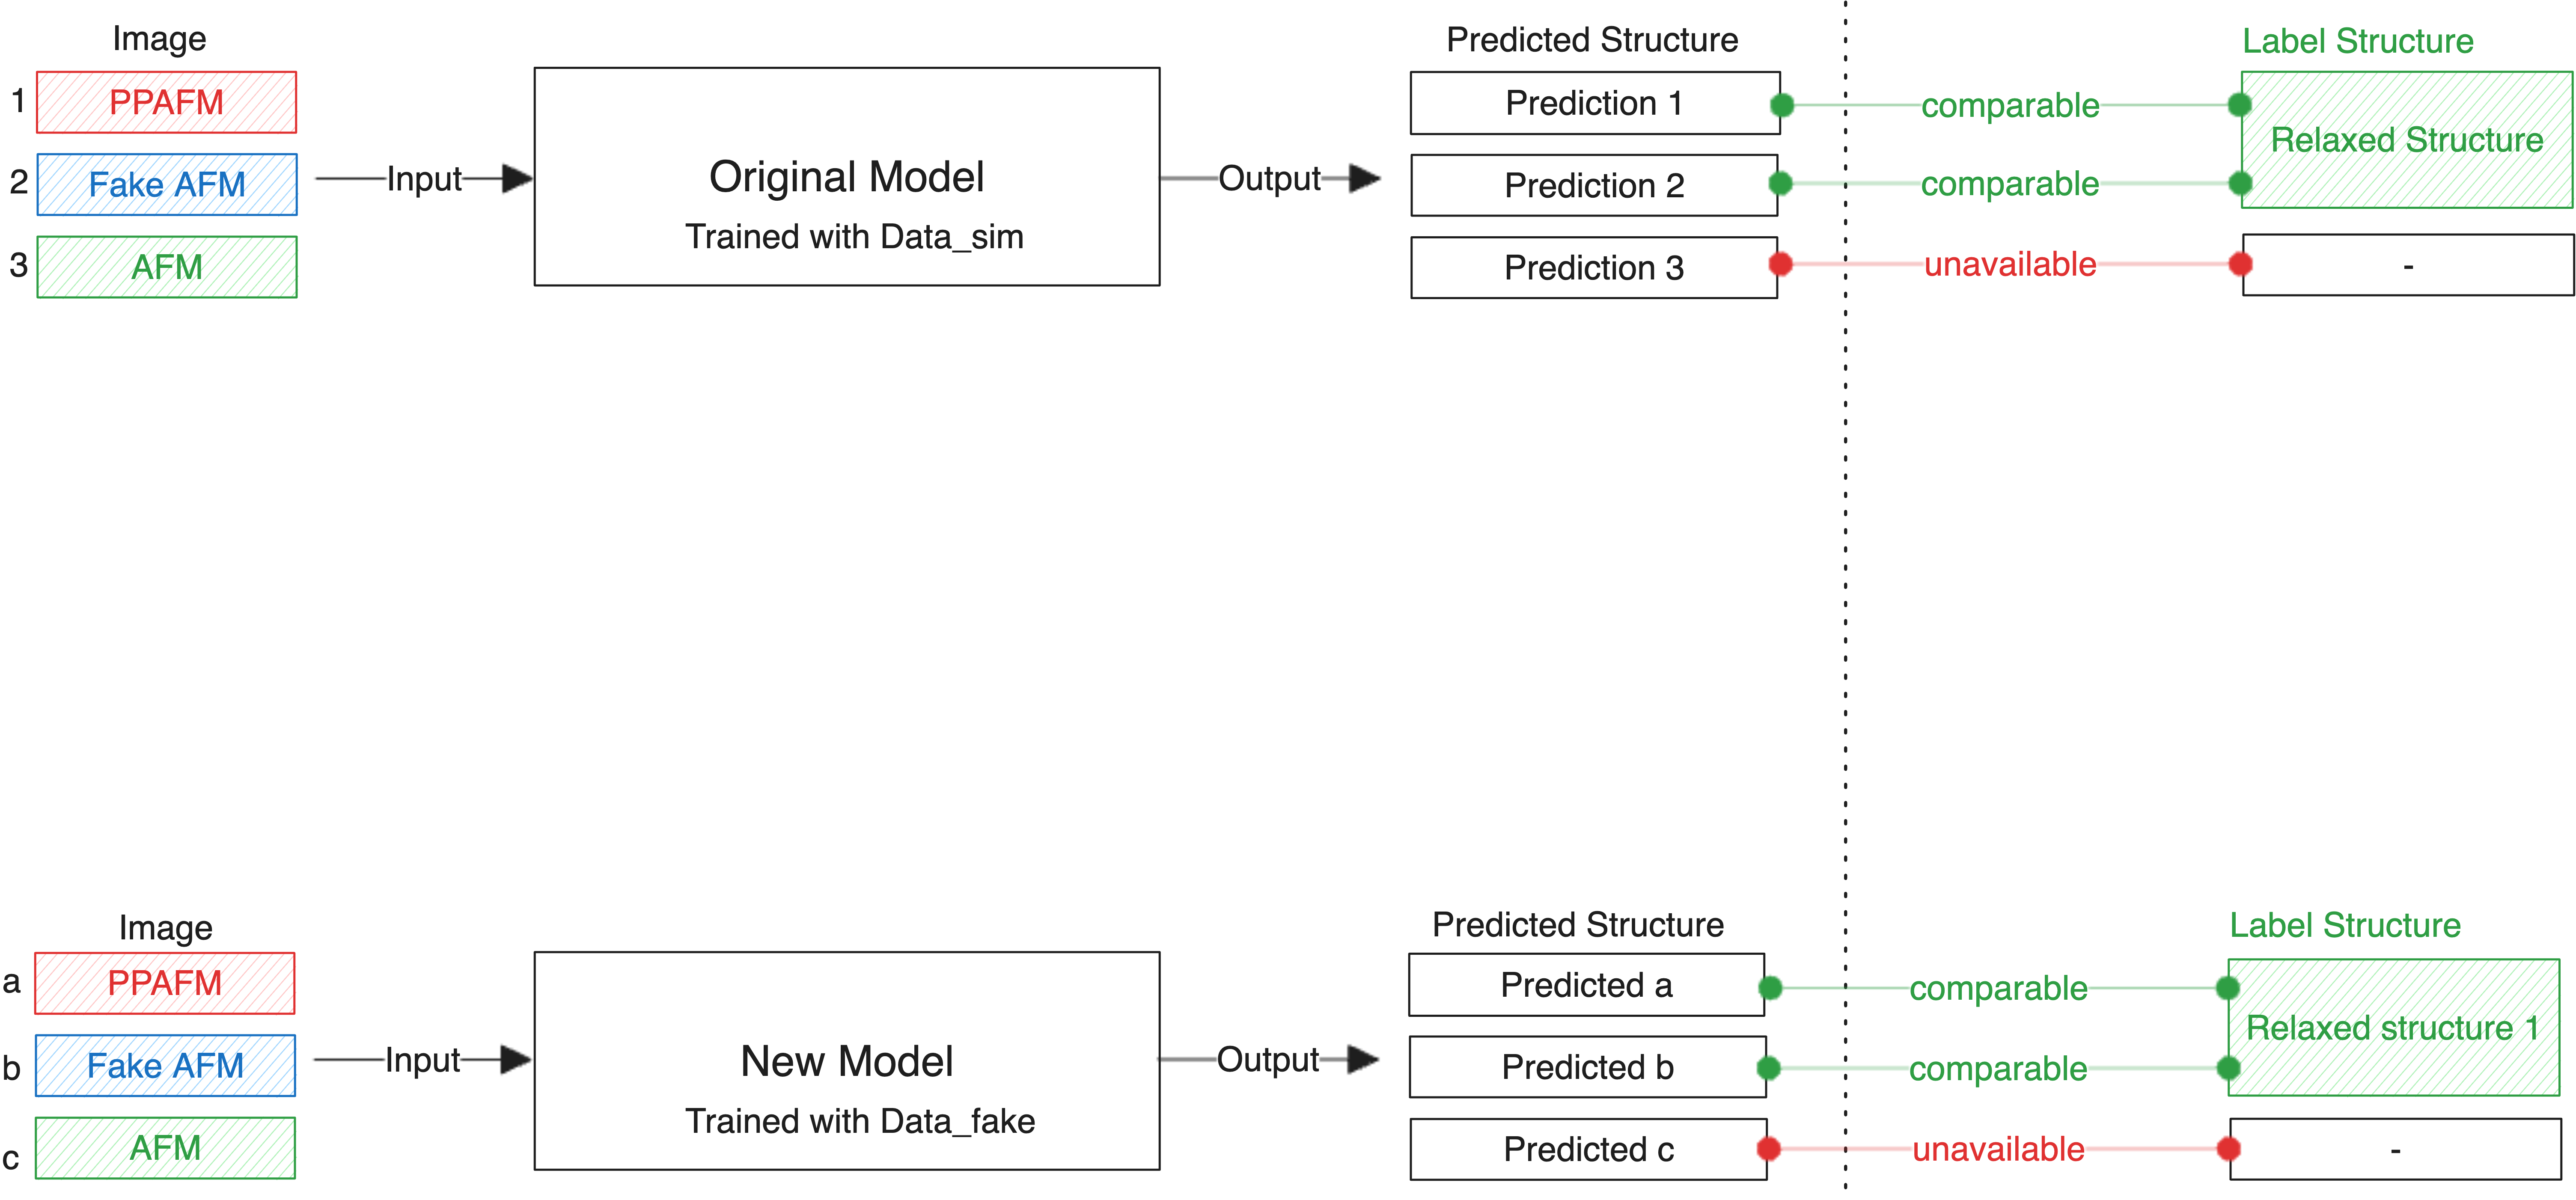 Image
Predicted Structure
Label Structure
1
PPAFM
Prediction 1
comparable
Relaxed Structure
2
Fake AFM
Input
Original Model
Output
Prediction 2
comparable
Trained with Data_sim
3
AFM
Prediction 3
unavailable
-
Image
Predicted Structure
Label Structure
a
PPAFM
Predicted a
comparable
Relaxed structure 1
b
Fake AFM
Input
New Model
Output
Predicted b
comparable
Trained with Data_fake
c
AFM
Predicted c
unavailable
-